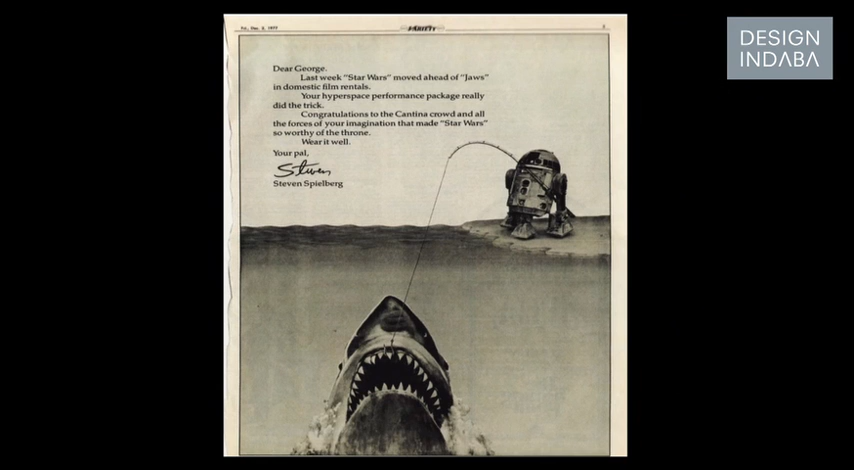 DESIGN
INDABA
VARIETY
Dear George.
Last week "Star Wars" moved ahead of "Jaws"
in domestic film rentals.
Your hyperspace performance package really
did the trick.
Congratulations to the Cantina crowd and all
the forces of your imagination that made "Star Wars"
so worthy of the throne.
Wear it well.
Your pal,
Steven
Steven Spielberg